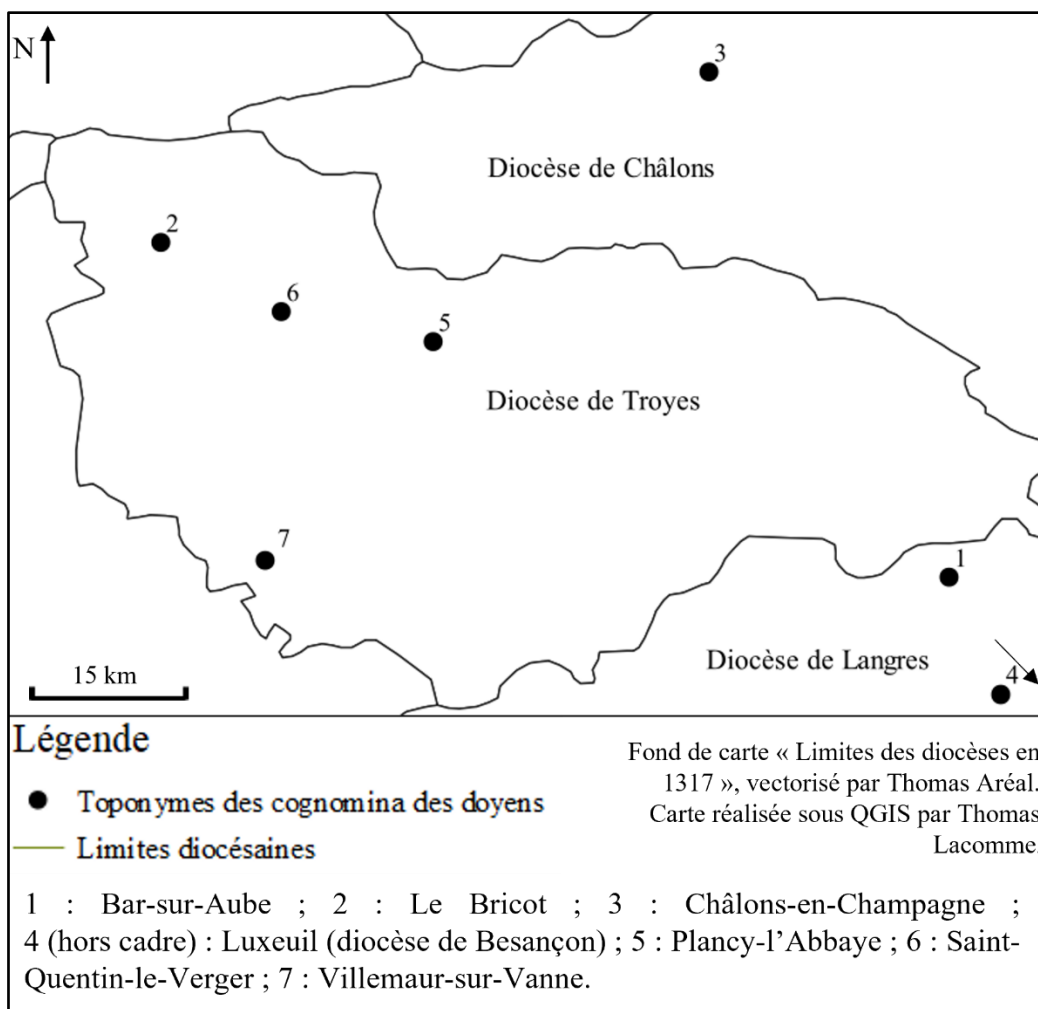 N
3
Diocèse de Châlons
2
6
5
Diocèse de Troyes
7
1
15 km
Diocèse de Langres
4
Légende
Toponymes des cognomina des doyens
Limites diocésaines
Fond de carte « Limites des diocèses en
1317 », vectorisé par Thomas Aréal.
Carte réalisée sous QGIS par Thomas
Lacomme.
1 : Bar-sur-Aube ; 2 : Le Bricot ; 3 : Châlons-en-Champagne ;
4 (hors cadre) : Luxeuil (diocèse de Besançon) ; 5 : Plancy-l’Abbaye ; 6 : Saint-
Quentin-le-Verger ; 7 : Villemaur-sur-Vanne.